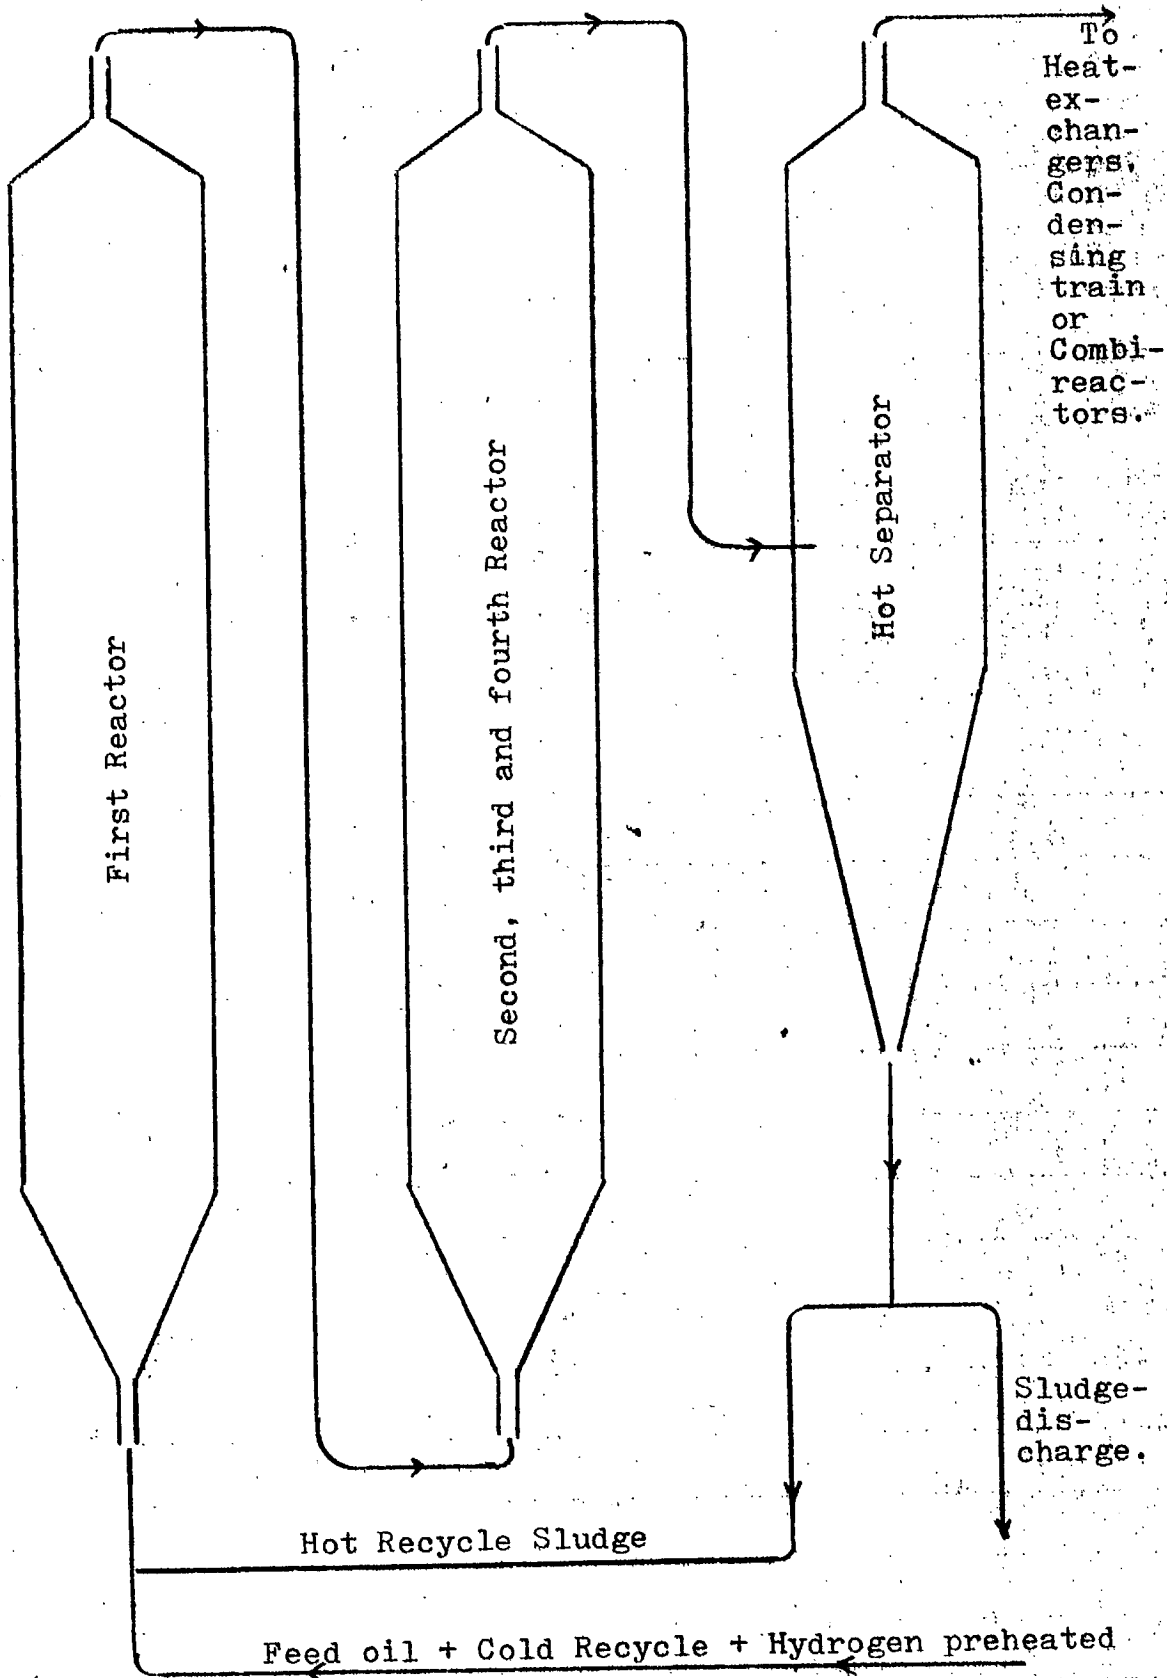 To
Heat-
ex-
chan-
gers,
Con-
den-
sing
train
or
Combi-
reac-
tors.
First Reactor
Second, third and fourth Reactor
Hot Separator
Sludge-
dis-
charge.
Hot Recycle Sludge
Feed oil + Cold Recycle + Hydrogen preheated